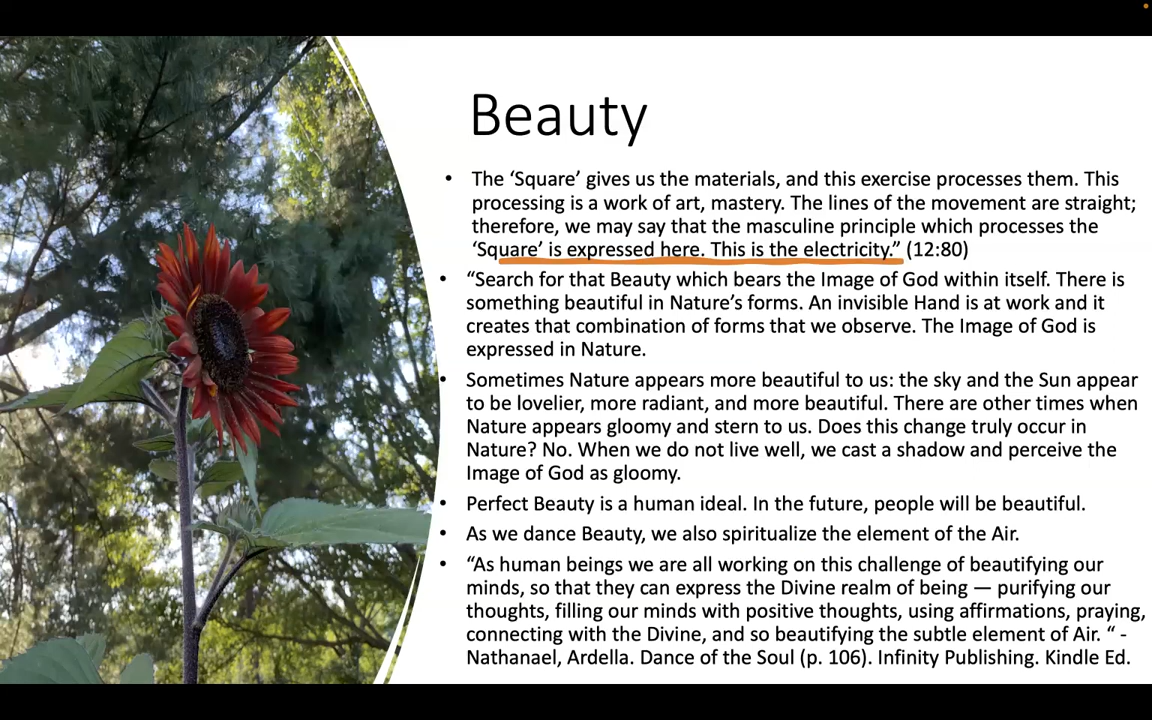 Beauty
• The ‘Square’ gives us the materials, and this exercise processes them. This
processing is a work of art, mastery. The lines of the movement are straight;
therefore, we may say that the masculine principle which processes the
‘Square’ is expressed here. This is the electricity.” (12:80)
• “Search for that Beauty which bears the Image of God within itself. There is
something beautiful in Nature’s forms. An invisible Hand is at work and it
creates that combination of forms that we observe. The Image of God is
expressed in Nature.
• Sometimes Nature appears more beautiful to us: the sky and the Sun appear
to be lovelier, more radiant, and more beautiful. There are other times when
Nature appears gloomy and stern to us. Does this change truly occur in
Nature? No. When we do not live well, we cast a shadow and perceive the
Image of God as gloomy.
• Perfect Beauty is a human ideal. In the future, people will be beautiful.
• As we dance Beauty, we also spiritualize the element of the Air.
• “As human beings we are all working on this challenge of beautifying our
minds, so that they can express the Divine realm of being — purifying our
thoughts, filling our minds with positive thoughts, using affirmations, praying,
connecting with the Divine, and so beautifying the subtle element of Air. “ -
Nathanael, Ardella. Dance of the Soul (p. 106). Infinity Publishing. Kindle Ed.